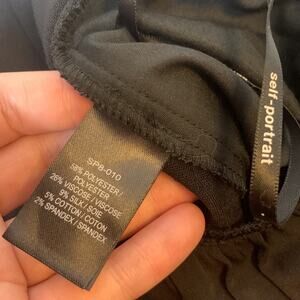 self-portrait
SP8-010
58% POLYESTER /
POLYESTER
26% VISCOSE / VISCOSE
9% SILK / SOIE
5% COTTON / COTON
2% SPANDEX / SPANDEX